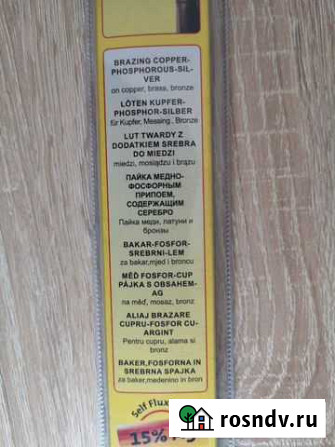 BRAZING COPPER-
PHOSPHOROUS-SIL-
VER
on copper, brass, bronze
LÖTEN KUPFER-
PHOSPHOR-SILBER
für Kupfer, Messing., Bronze
LUT TWARDY Z
DODATKIEM SREBRA
DO MIEDZI
miedzi, mosiądzu i brązu
ПАЙКА МЕДНО-
ФОСФОРНЫМ
ПРИПОЕМ,
СОДЕРЖАЩИМ
СЕРЕБРО
Пайка меди, латуни и
бронзы
BAKAR-FOSFOR-
SREBRNI-LEM
za bakar,mjed i broncu
MĚĎ FOSFOR-CUP
PÁJKA S OBSAHEM-
AG
na měď, mosaz, bronz
ALIAJ BRAZARE
CUPRU-FOSFOR CU-
ARGINT
Pentru cupru, alama si
bronz
BAKER,FOSFORNA IN
SREBRNA SPAJKA
za baker,medenino in bron
Self Flux
15%
rosndv.ru